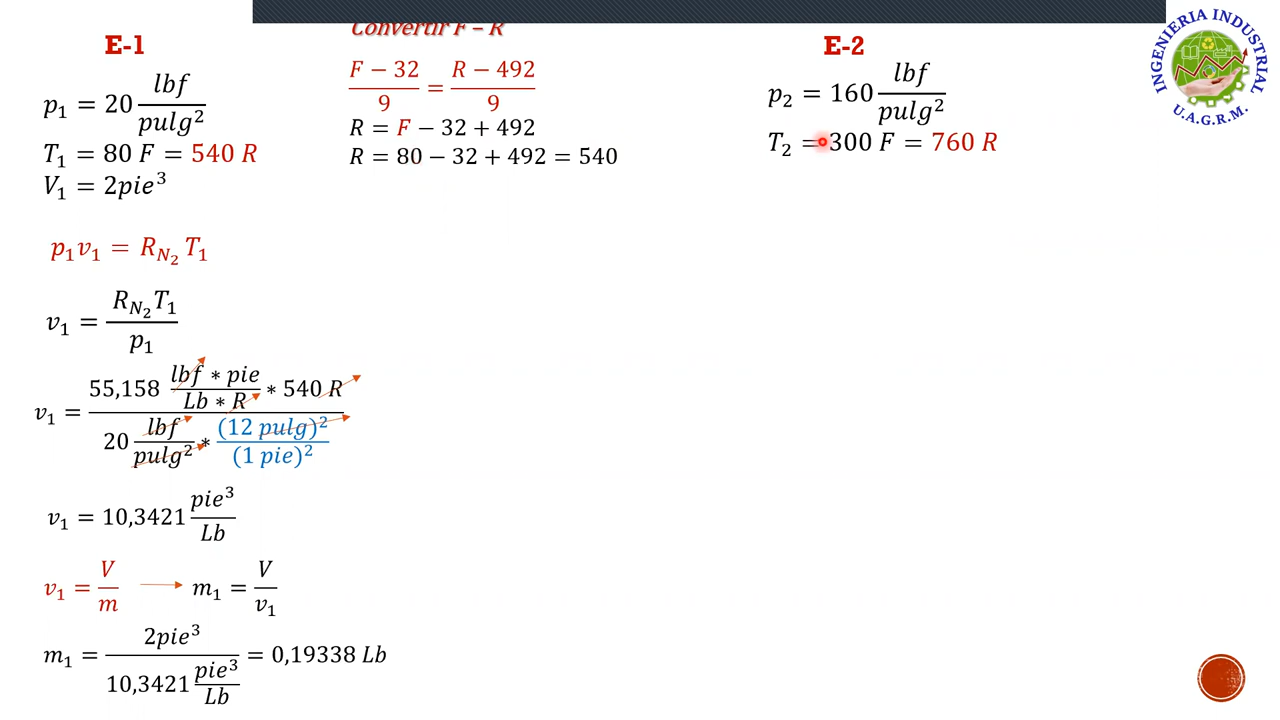 E-1
p₁ = 20 lbf/pulg²
T₁ = 80 F = 540 R
V₁ = 2pie³
p₁v₁ = R_N₂ T₁
v₁ = R_N₂T₁/p₁
v₁ = (55,158 (lbf * pie)/(Lb * R) * 540 R)/(20 lbf/pulg² * (12 pulg)²/(1 pie)²)
v₁ = 10,3421 pie³/Lb
v₁ = V/m → m₁ = V/v₁
m₁ = 2pie³/(10,3421 pie³/Lb) = 0,19338 Lb
Convertir F – R
(F − 32)/9 = (R − 492)/9
R = F − 32 + 492
R = 80 − 32 + 492 = 540
E-2
p₂ = 160 lbf/pulg²
T₂ = 300 F = 760 R
INGENIERIA INDUSTRIAL
U.A.G.R.M.